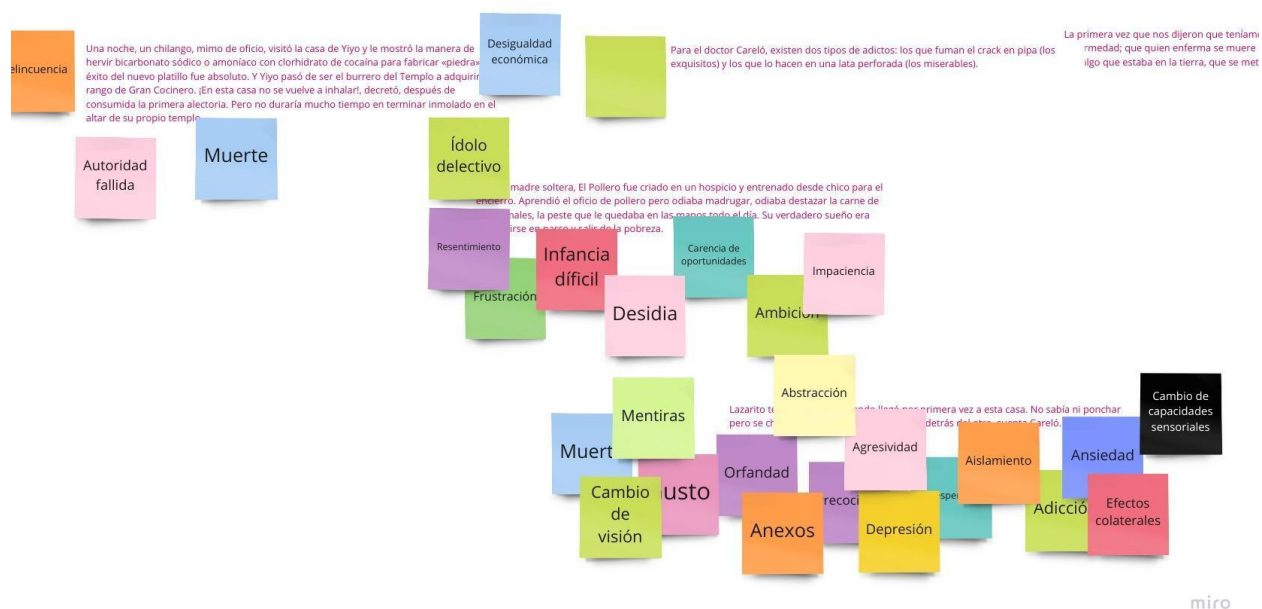 elincuencia
Una noche, un chilango, mimo de oficio, visitó la casa de Yiyo y le mostró la manera de
hervir bicarbonato sódico o amoníaco con clorhidrato de cocaína para fabricar «piedra»
éxito del nuevo platillo fue absoluto. Y Yiyo pasó de ser el burrero del Templo a adquirir
rango de Gran Cocinero. ¡En esta casa no se vuelve a inhalar!, decretó, después de
consumida la primera alectoria. Pero no duraría mucho tiempo en terminar inmolado en el
altar de su propio templo
Desigualdad
económica
Para el doctor Careló, existen dos tipos de adictos: los que fuman el crack en pipa (los
exquisitos) y los que lo hacen en una lata perforada (los miserables).
La primera vez que nos dijeron que teníamo
rmedad; que quien enferma se muere
lgo que estaba en la tierra, que se met
Autoridad
fallida
Muerte
Ídolo
delectivo
madre soltera, El Pollero fue criado en un hospicio y entrenado desde chico para el
encierro. Aprendió el oficio de pollero pero odiaba madrugar, odiaba destazar la carne de
nales, la peste que le quedaba en las manos todo el día. Su verdadero sueño era
irse en narco y salir de la pobreza.
Resentimiento
Frustración
Infancia
díficil
Desidia
Carencia de
oportunidades
Ambición
Impaciencia
Abstracción
Lazarito te
llegó por primera vez a esta casa. No sabía ni ponchar
pero se ch
detrás del otro, cuenta Careló.
Mentiras
Muert
Cambio
de
visión
usto
Orfandad
Anexos
recoci
Agresividad
Depresión
Aislamiento
Adicció
Ansiedad
Efectos
colaterales
Cambio de
capacidades
sensoriales
miro